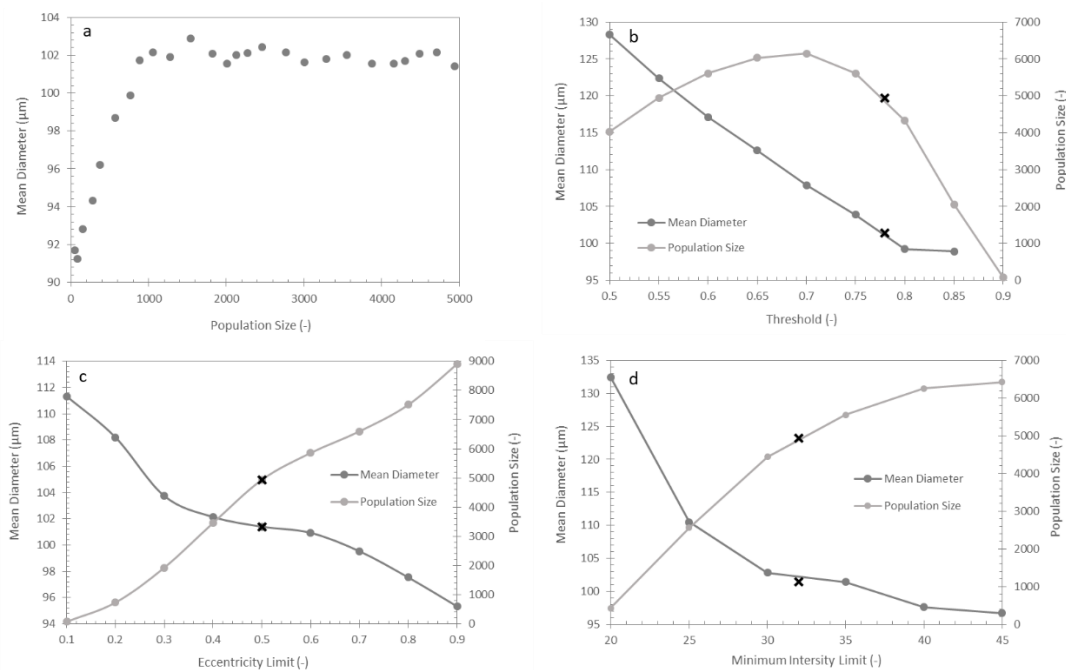 a
104
102
100
98
96
94
92
90
Mean Diameter (µm)
0 1000 2000 3000 4000 5000
Population Size (-)
b
130
125
120
115
110
105
100
95
Mean Diameter (µm)
7000
6000
5000
4000
3000
2000
1000
0
Population Size (-)
Mean Diameter
Population Size
0.5 0.55 0.6 0.65 0.7 0.75 0.8 0.85 0.9
Threshold (-)
c
114
112
110
108
106
104
102
100
98
96
94
Mean Diameter (µm)
9000
8000
7000
6000
5000
4000
3000
2000
1000
0
Population Size (-)
Mean Diameter
Population Size
0.1 0.2 0.3 0.4 0.5 0.6 0.7 0.8 0.9
Eccentricity Limit (-)
d
135
130
125
120
115
110
105
100
95
Mean Diameter (µm)
7000
6000
5000
4000
3000
2000
1000
0
Population Size (-)
Mean Diameter
Population Size
20 25 30 35 40 45
Minimum Intersity Limit (-)